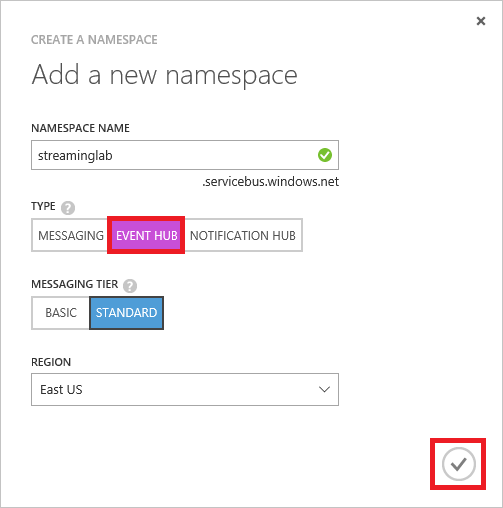 CREATE A NAMESPACE
Add a new namespace
NAMESPACE NAME
streaminglab
.servicebus.windows.net
TYPE ?
MESSAGING EVENT HUB NOTIFICATION HUB
MESSAGING TIER ?
BASIC STANDARD
REGION
East US